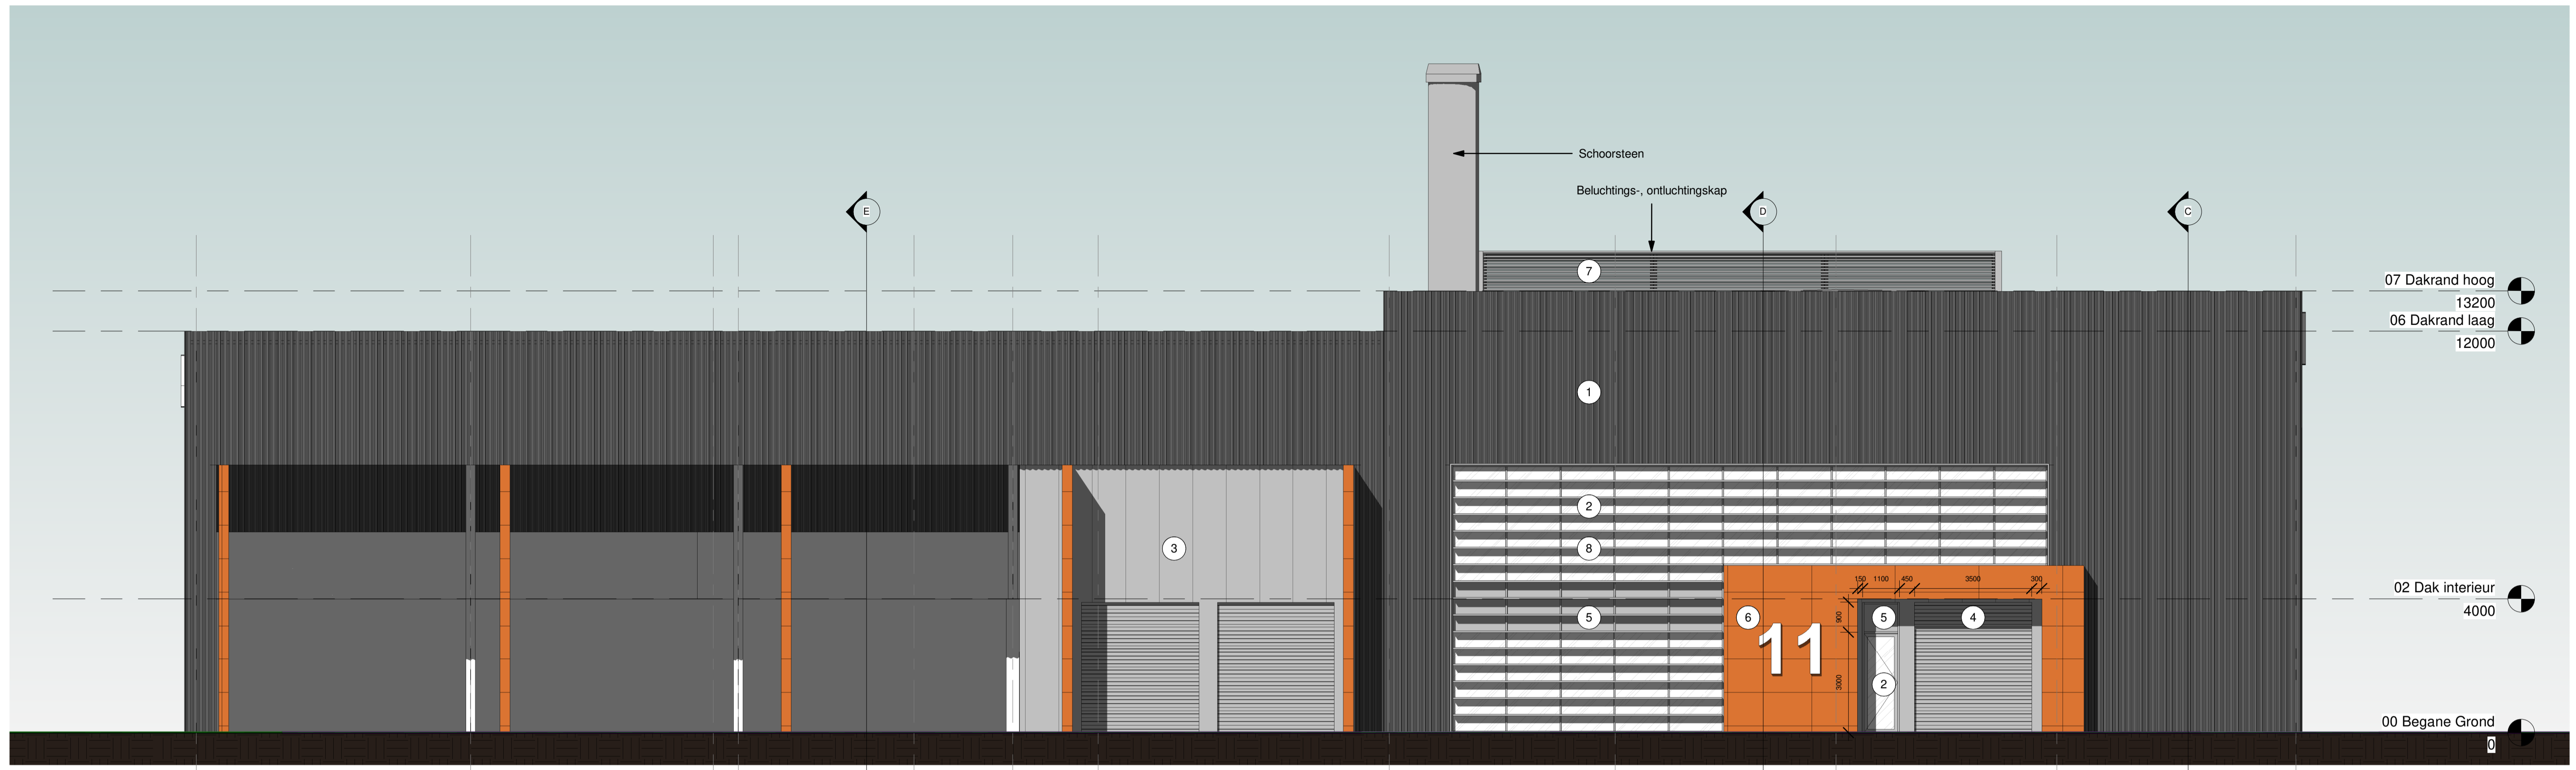 Schoorsteen
Beluchtings-, ontluchtingskap
E
D
C
7
07 Dakrand hoog
13200
06 Dakrand laag
12000
1
2
3
8
150 1100 450 3500 300
02 Dak interieur
4000
5
6
900
5
4
11
3000
2
00 Begane Grond
0